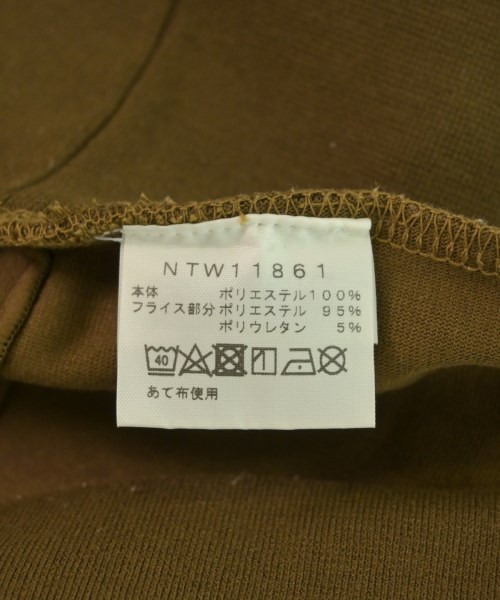 NTW11861
本体 ポリエステル100%
フライス部分 ポリエステル 95%
ポリウレタン 5%
40
あて布使用